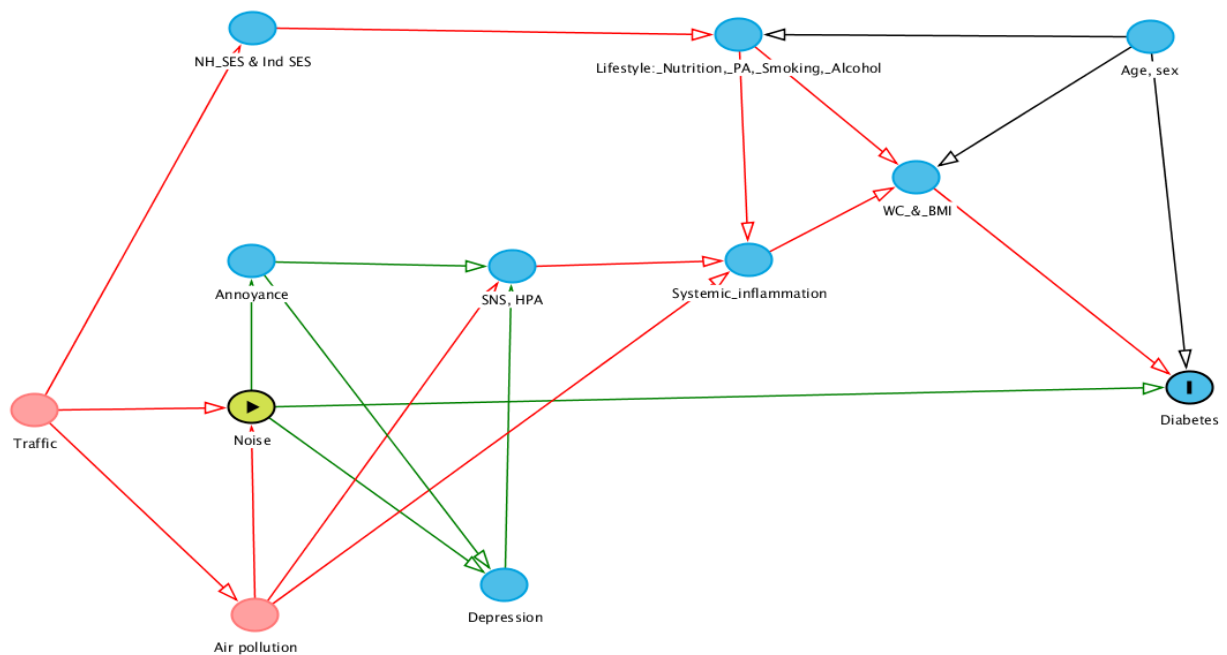 NH_SES & Ind SES
Lifestyle:_Nutrition,_PA,_Smoking,_Alcohol
Age, sex
WC_&_BMI
Annoyance
SNS, HPA
Systemic_inflammation
Traffic
Noise
Diabetes
Depression
Air pollution